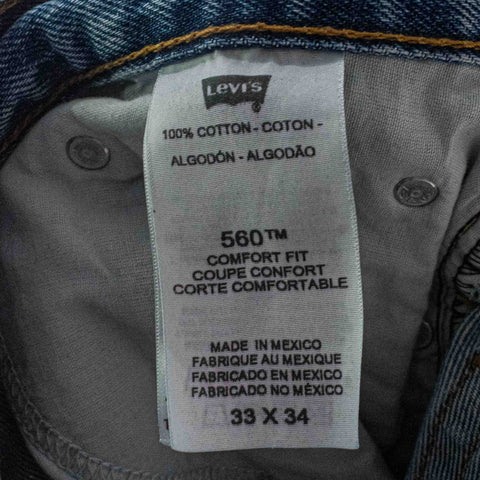 Levi's
100% COTTON - COTON -
ALGODÓN - ALGODÃO
560™
COMFORT FIT
COUPE CONFORT
CORTE COMFORTABLE
MADE IN MEXICO
FABRIQUE AU MEXIQUE
FABRICADO EN MÉXICO
FABRICADO NO MÉXICO
33 X 34